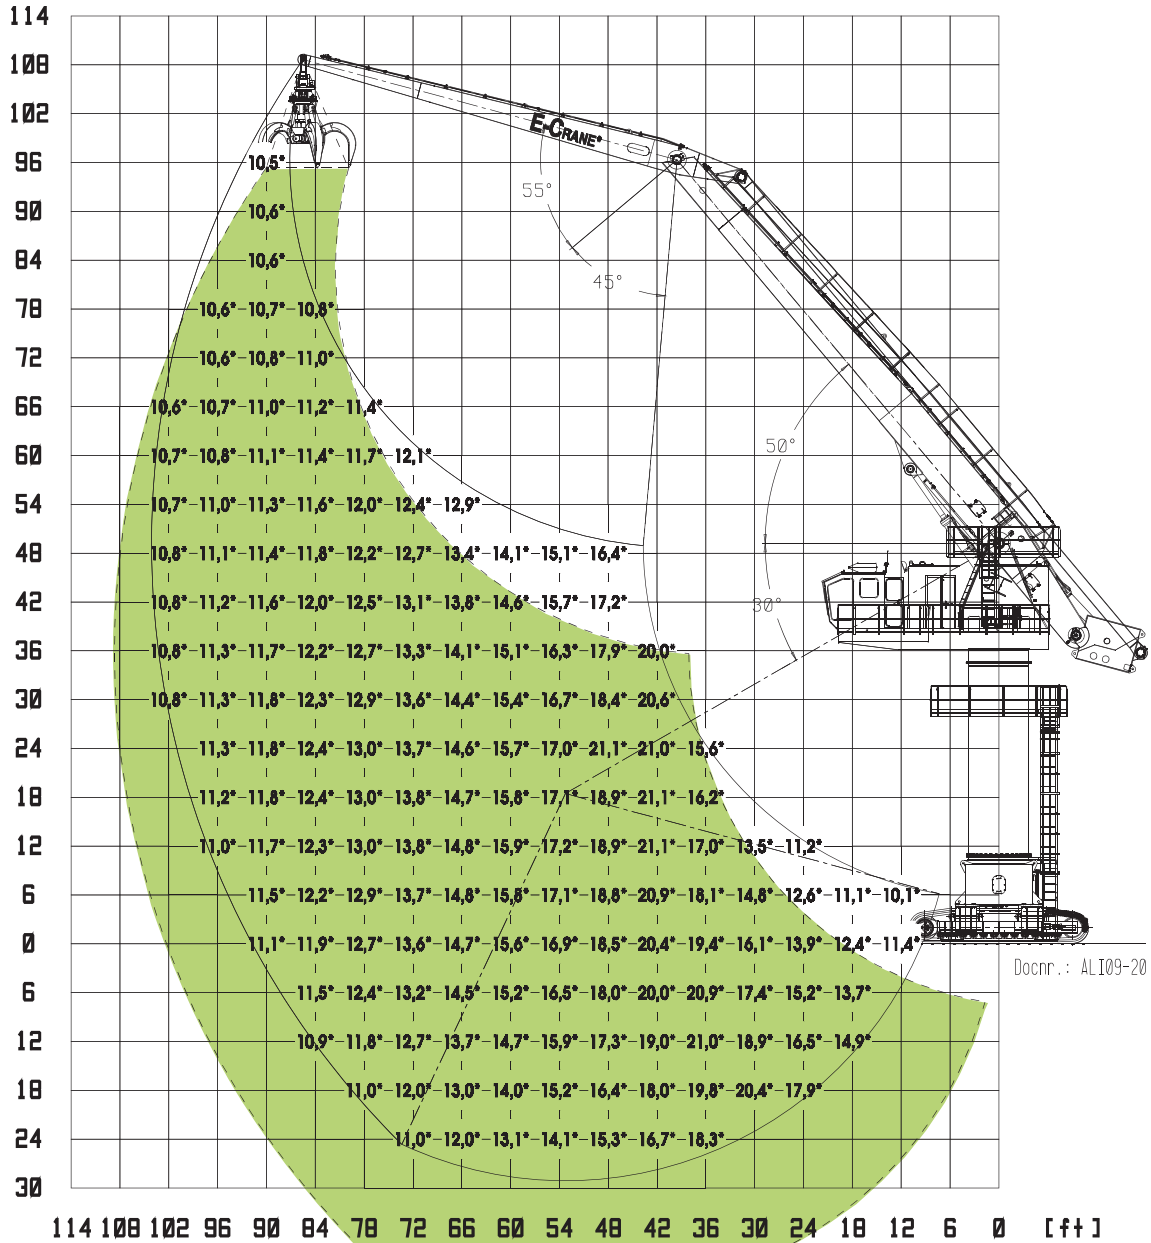 114
108
E-CRANE®
102
96 10,5*
55°
90 10,6*
84 10,6*
45°
78 10,6* 10,7* 10,8*
72 10,6* 10,8* 11,0*
66 10,6* 10,7* 11,0* 11,2* 11,4*
50°
60 10,7* 10,8* 11,1* 11,4* 11,7* 12,1*
54 10,7* 11,0* 11,3* 11,6* 12,0* 12,4* 12,9*
48 10,8* 11,1* 11,4* 11,8* 12,2* 12,7* 13,4* 14,1* 15,1* 16,4*
42 10,8* 11,2* 11,6* 12,0* 12,5* 13,1* 13,8* 14,6* 15,7* 17,2*
30°
36 10,8* 11,3* 11,7* 12,2* 12,7* 13,3* 14,1* 15,1* 16,3* 17,9* 20,0*
30 10,8* 11,3* 11,8* 12,3* 12,9* 13,6* 14,4* 15,4* 16,7* 18,4* 20,6*
24 11,3* 11,8* 12,4* 13,0* 13,7* 14,6* 15,7* 17,0* 21,1* 21,0* 15,6*
18 11,2* 11,8* 12,4* 13,0* 13,8* 14,7* 15,8* 17,1* 18,9* 21,1* 16,2*
12 11,0* 11,7* 12,3* 13,0* 13,8* 14,8* 15,9* 17,2* 18,9* 21,1* 17,0* 13,5* 11,2*
6 11,5* 12,2* 12,9* 13,7* 14,8* 15,8* 17,1* 18,8* 20,9* 18,1* 14,8* 12,6* 11,1* 10,1*
0 11,1* 11,9* 12,7* 13,6* 14,7* 15,6* 16,9* 18,5* 20,4* 19,4* 16,1* 13,9* 12,4* 11,4*
Docnr.: ALI09-20
6 11,5* 12,4* 13,2* 14,5* 15,2* 16,5* 18,0* 20,0* 20,9* 17,4* 15,2* 13,7*
12 10,9* 11,8* 12,7* 13,7* 14,7* 15,9* 17,3* 19,0* 21,0* 18,9* 16,5* 14,9*
18 11,0* 12,0* 13,0* 14,0* 15,2* 16,4* 18,0* 19,8* 20,4* 17,9*
24 11,0* 12,0* 13,1* 14,1* 15,3* 16,7* 18,3*
30
114 108 102 96 90 84 78 72 66 60 54 48 42 36 30 24 18 12 6 0 [ft]